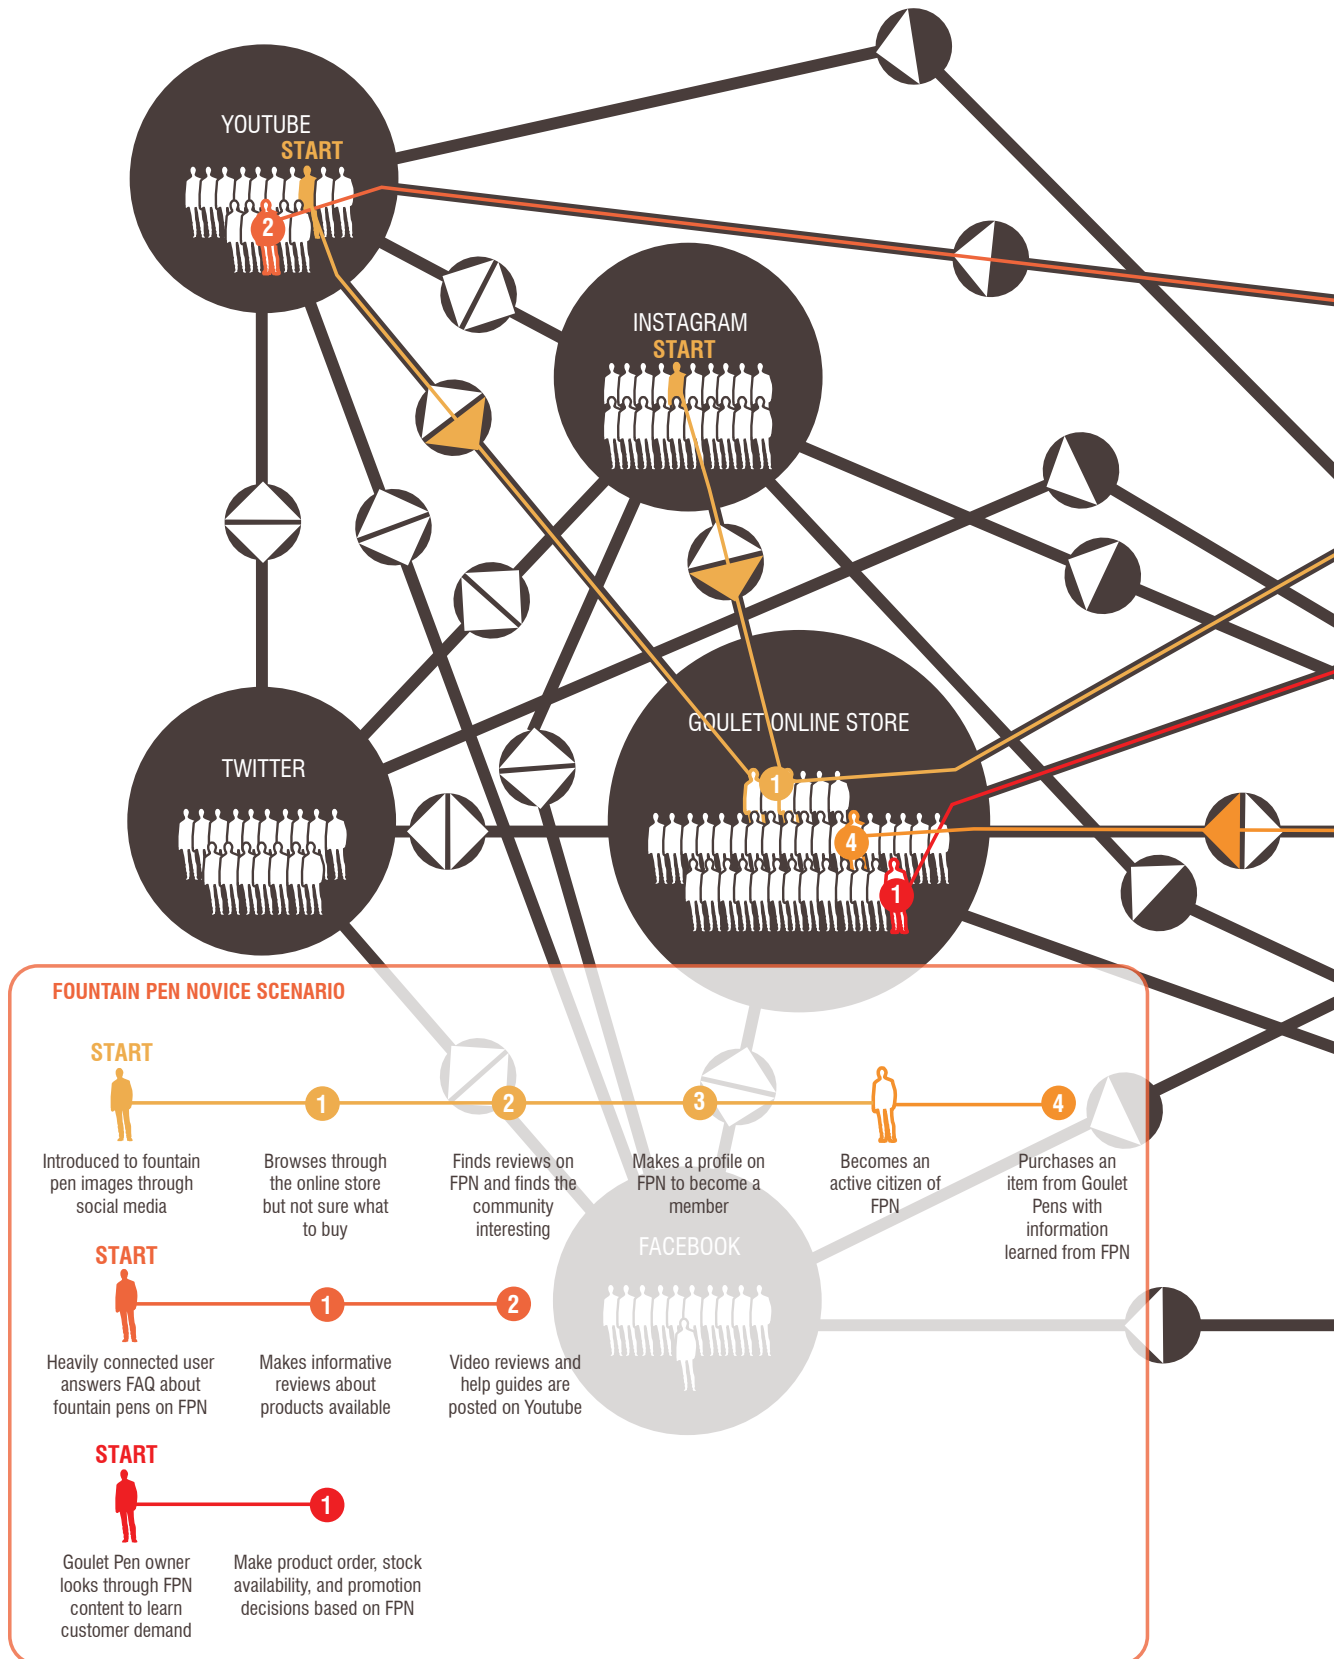 YOUTUBE
START
2
INSTAGRAM
START
GOULET ONLINE STORE
1
4
1
TWITTER
FOUNTAIN PEN NOVICE SCENARIO
START
1
2
3
4
Introduced to fountain
pen images through
social media
Browses through
the online store
but not sure what
to buy
Finds reviews on
FPN and finds the
community
interesting
Makes a profile on
FPN to become a
member
Becomes an
active citizen of
FPN
Purchases an
item from Goulet
Pens with
information
learned from FPN
FACEBOOK
START
1
2
Heavily connected user
answers FAQ about
fountain pens on FPN
Makes informative
reviews about
products available
Video reviews and
help guides are
posted on Youtube
START
1
Goulet Pen owner
looks through FPN
content to learn
customer demand
Make product order, stock
availability, and promotion
decisions based on FPN